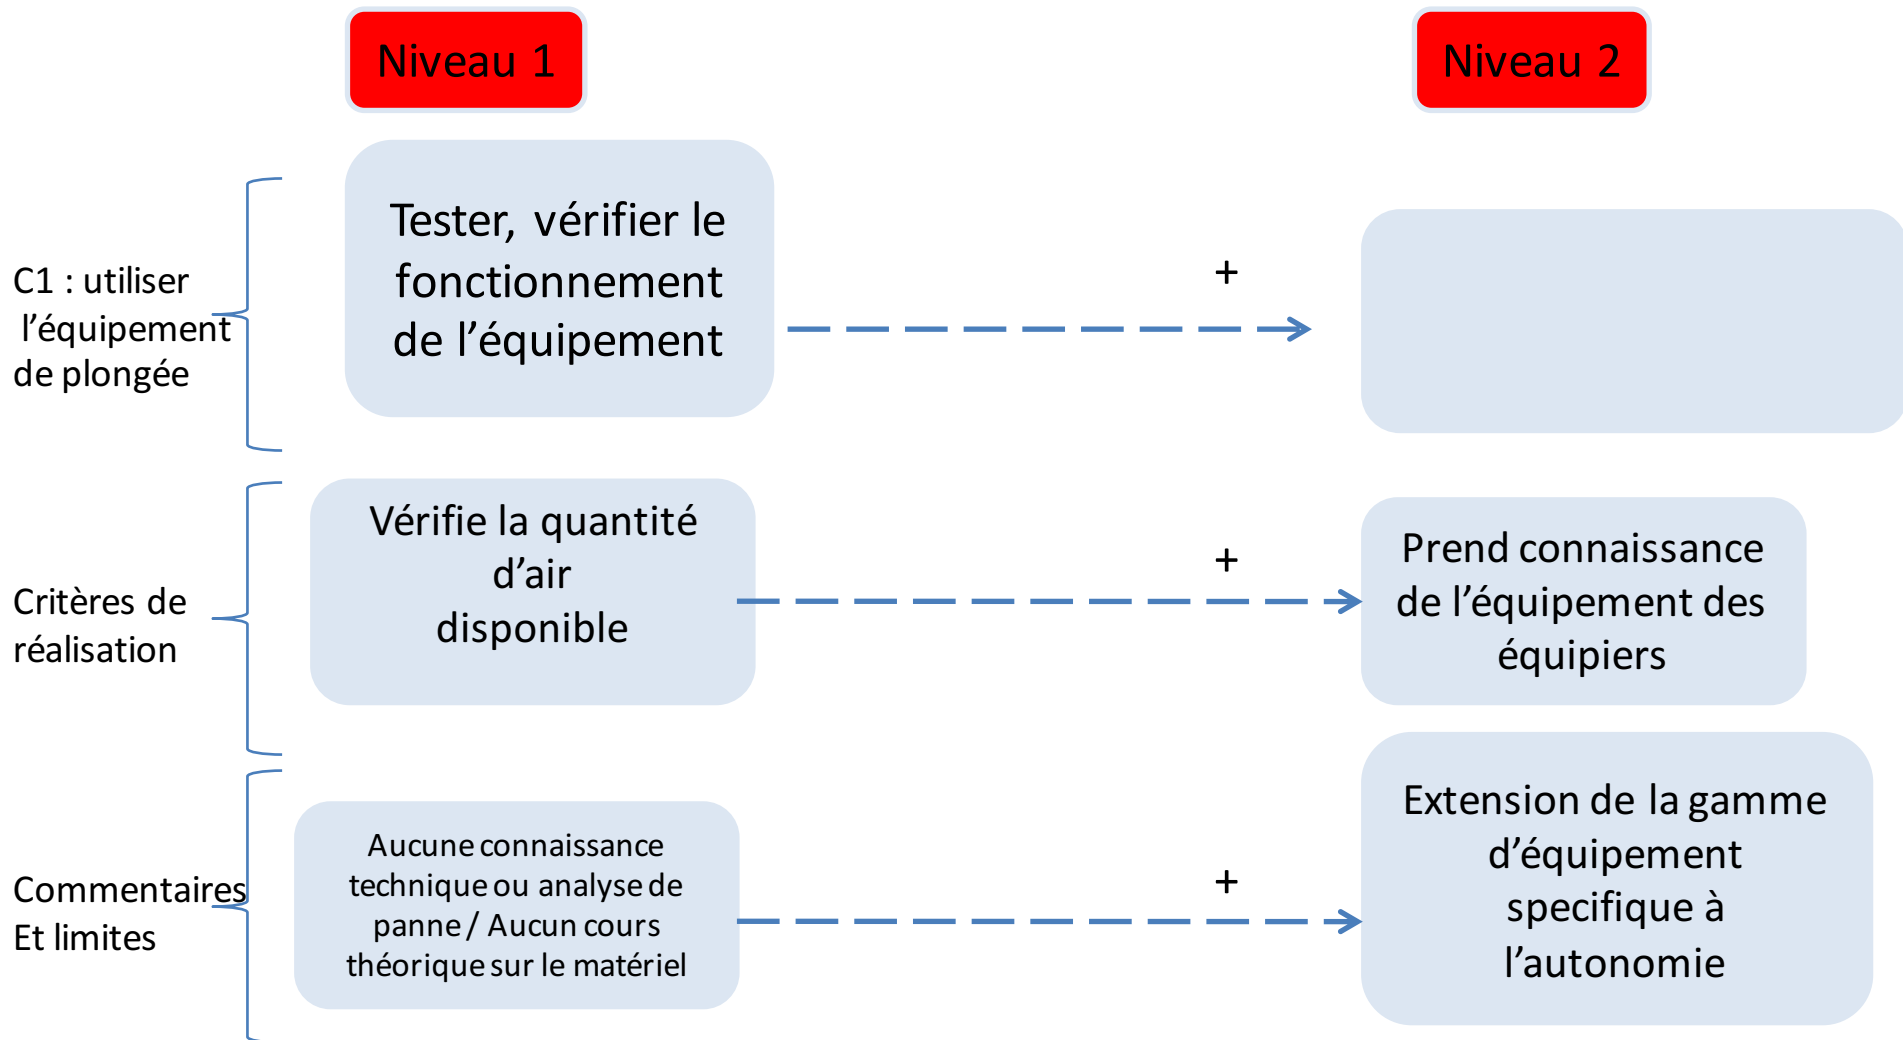 Niveau 1
Niveau 2
C1 : utiliser
l’équipement
de plongée
Tester, vérifier le
fonctionnement
de l’équipement
+
Critères de
réalisation
Vérifie la quantité
d’air
disponible
+
Prend connaissance
de l’équipement des
équipiers
Commentaires
Et limites
Aucune connaissance
technique ou analyse de
panne / Aucun cours
théorique sur le matériel
+
Extension de la gamme
d’équipement
specifique à
l’autonomie